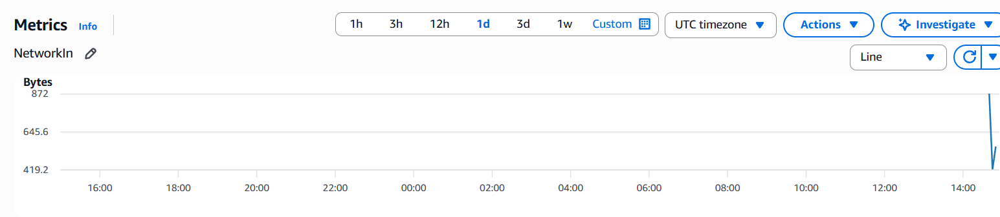 Metrics Info 1h 3h 12h 1d 3d 1w Custom UTC timezone Actions Investigate
NetworkIn Line
Bytes
872
645.6
419.2
16:00 18:00 20:00 22:00 00:00 02:00 04:00 06:00 08:00 10:00 12:00 14:00